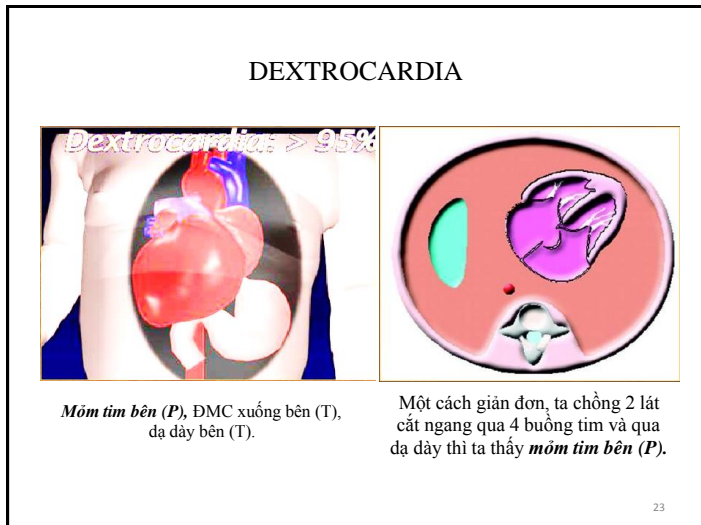 DEXTROCARDIA
Dextrocardia: > 95%
Mỏm tim bên (P), ĐMC xuống bên (T),
dạ dày bên (T).
Một cách giản đơn, ta chồng 2 lát
cắt ngang qua 4 buồng tim và qua
dạ dày thì ta thấy mỏm tim bên (P).
23